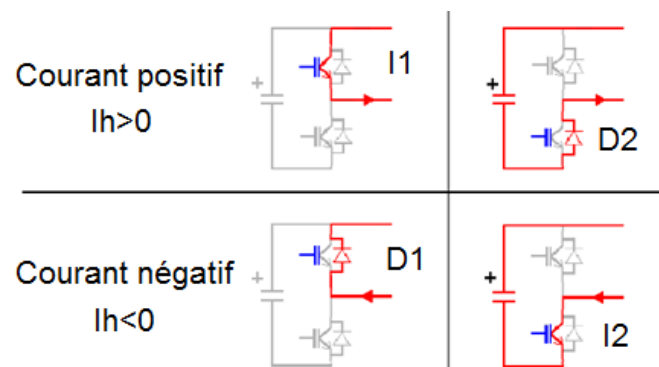 Courant positif
Ih>0
+
I1
+
D2
Courant négatif
Ih<0
+
D1
+
I2